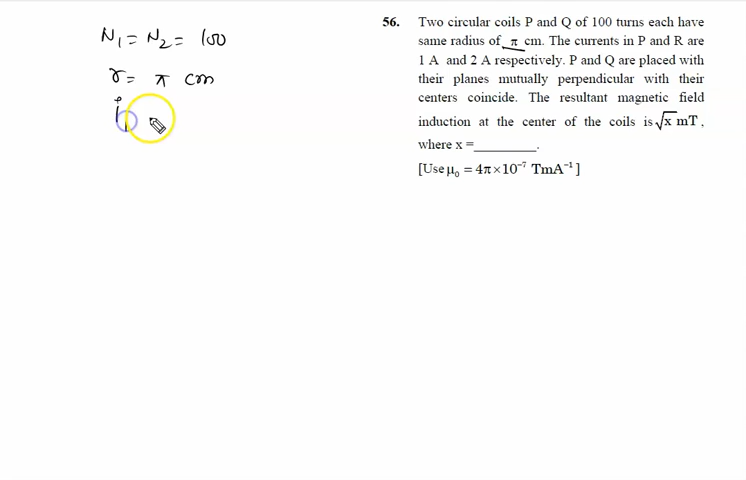 N₁ = N₂ = 100
r = π cm
i₁
56. Two circular coils P and Q of 100 turns each have
same radius of π cm. The currents in P and R are
1 A and 2 A respectively. P and Q are placed with
their planes mutually perpendicular with their
centers coincide. The resultant magnetic field
induction at the center of the coils is √x mT,
where x =________.
[Use μ₀ = 4π×10⁻⁷ TmA⁻¹]